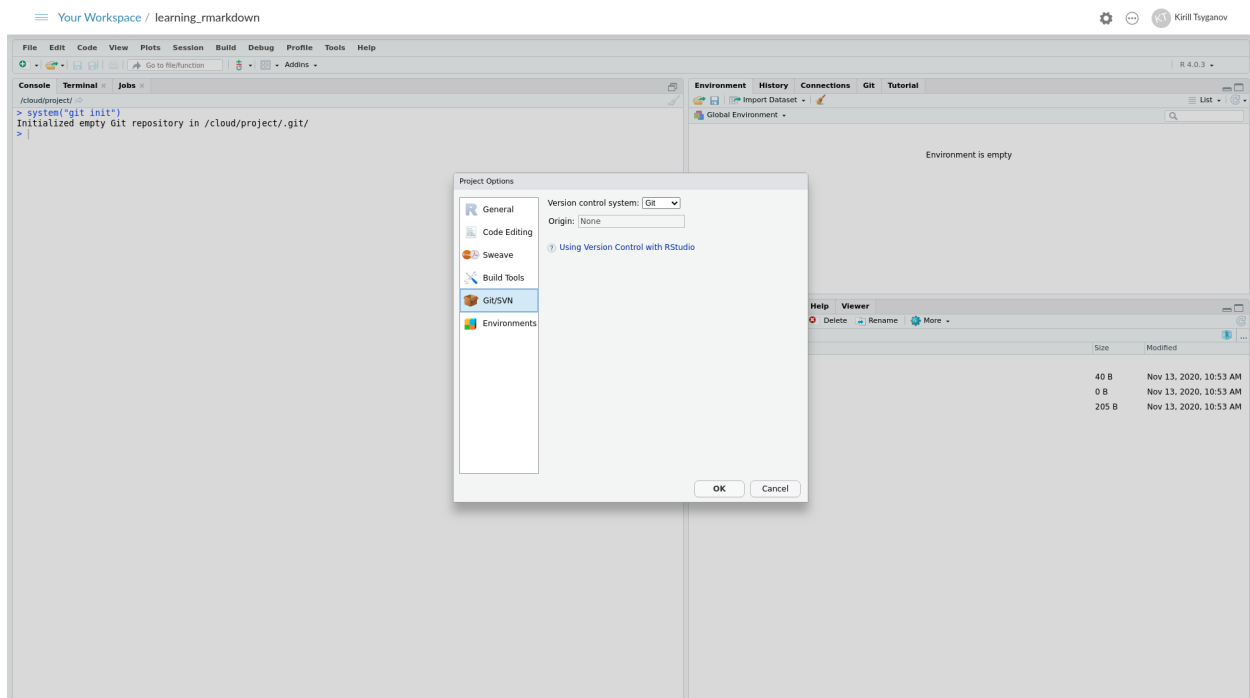 Your Workspace / learning_rmarkdown
KT Kirill Tsyganov
File Edit Code View Plots Session Build Debug Profile Tools Help
Go to file/function Addins
R 4.0.3
Console Terminal × Jobs ×
/cloud/project/
> system("git init")
Initialized empty Git repository in /cloud/project/.git/
>
Environment History Connections Git Tutorial
Import Dataset
List
Global Environment
Environment is empty
Project Options
General
Code Editing
Sweave
Build Tools
Git/SVN
Environments
Version control system: Git
Origin: None
? Using Version Control with RStudio
OK Cancel
Help Viewer
Delete Rename More
...
Size Modified
40 B Nov 13, 2020, 10:53 AM
0 B Nov 13, 2020, 10:53 AM
205 B Nov 13, 2020, 10:53 AM